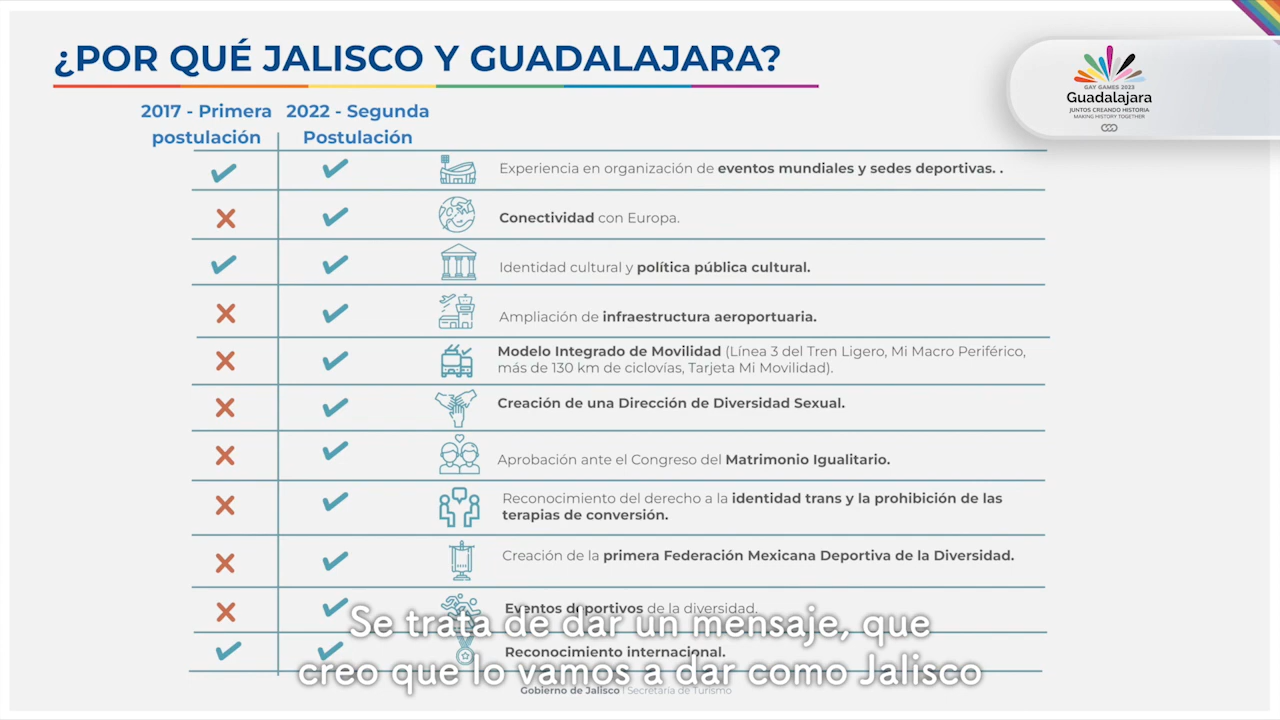 ¿POR QUÉ JALISCO Y GUADALAJARA?
GAY GAMES 2023
Guadalajara
JUNTOS CREANDO HISTORIA
MAKING HISTORY TOGETHER
2017 - Primera
postulación
2022 - Segunda
Postulación
Experiencia en organización de eventos mundiales y sedes deportivas. .
Conectividad con Europa.
Identidad cultural y política pública cultural.
Ampliación de infraestructura aeroportuaria.
Modelo Integrado de Movilidad (Línea 3 del Tren Ligero, Mi Macro Periférico,
más de 130 km de ciclovías, Tarjeta Mi Movilidad).
Creación de una Dirección de Diversidad Sexual.
Aprobación ante el Congreso del Matrimonio Igualitario.
Reconocimiento del derecho a la identidad trans y la prohibición de las
terapias de conversión.
Creación de la primera Federación Mexicana Deportiva de la Diversidad.
Eventos deportivos de la diversidad.
Se trata de dar un mensaje, que
Reconocimiento internacional.
creo que lo vamos a dar como Jalisco
Gobierno de Jalisco | Secretaría de Turismo